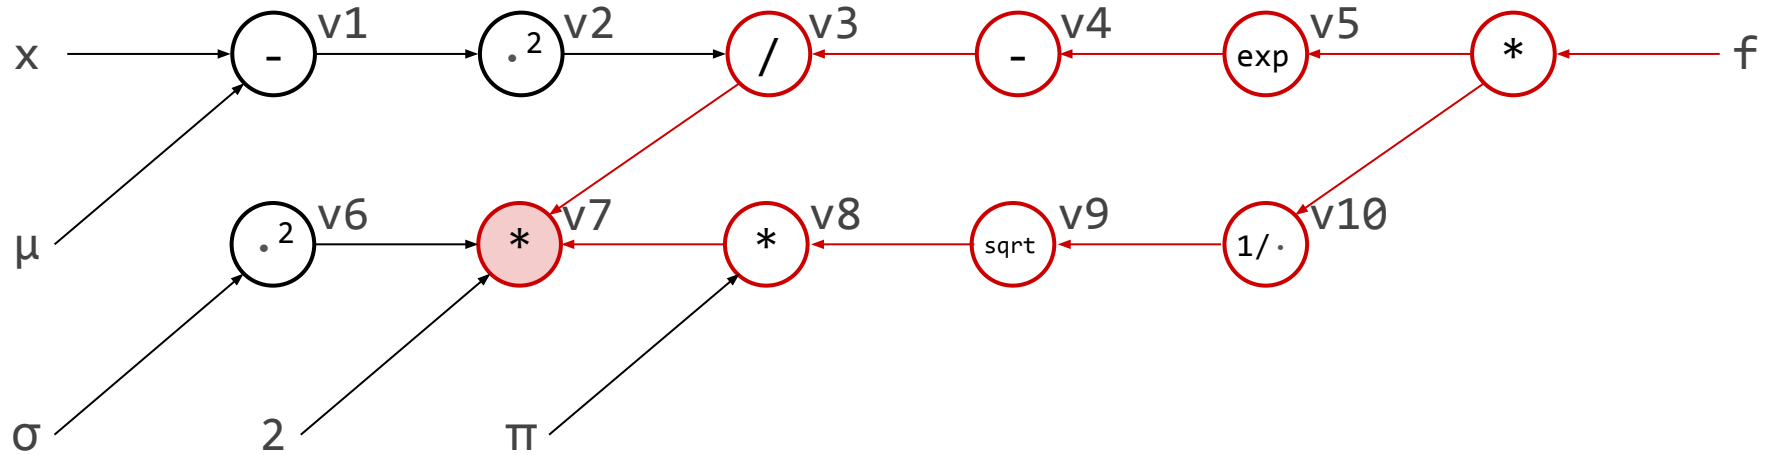 v1 v2 v3 v4 v5
x - .² / - exp * f
v6 v7 v8 v9 v10
μ .² * * sqrt 1/·
σ 2 π